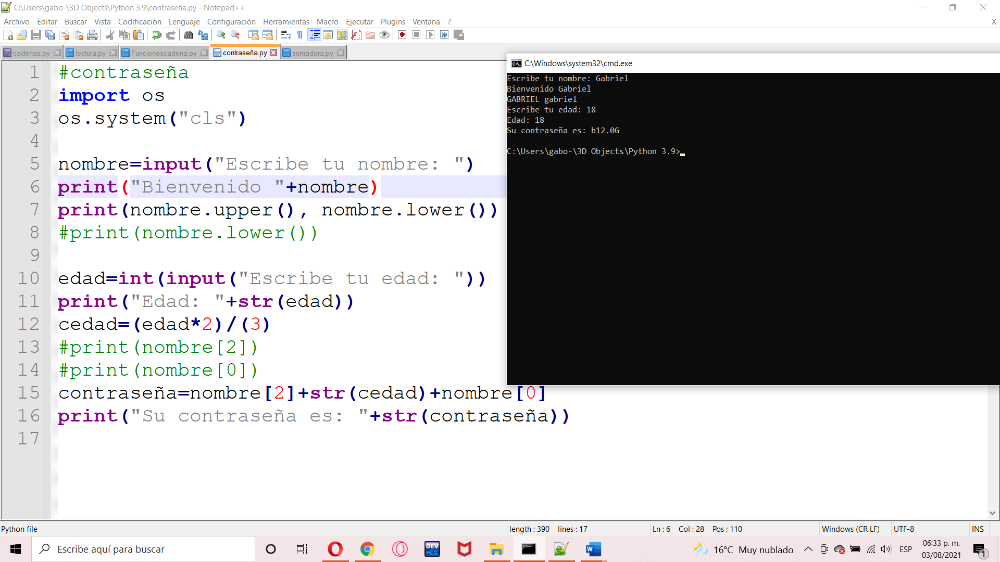 C:\Users\gabo-\3D Objects\Python 3.9\contraseña.py - Notepad++
Archivo Editar Buscar Vista Codificación Lenguaje Configuración Herramientas Macro Ejecutar Plugins Ventana ? X
cadenas.py lectura.py Funcionescadena.py contraseña.py sumadora.py
1 #contraseña
2 import os
3 os.system("cls")
4
5 nombre=input("Escribe tu nombre: ")
6 print("Bienvenido "+nombre)
7 print(nombre.upper(), nombre.lower())
8 #print(nombre.lower())
9
10 edad=int(input("Escribe tu edad: "))
11 print("Edad: "+str(edad))
12 cedad=(edad*2)/(3)
13 #print(nombre[2])
14 #print(nombre[0])
15 contraseña=nombre[2]+str(cedad)+nombre[0]
16 print("Su contraseña es: "+str(contraseña))
17
C:\Windows\system32\cmd.exe
Escribe tu nombre: Gabriel
Bienvenido Gabriel
GABRIEL gabriel
Escribe tu edad: 18
Edad: 18
Su contraseña es: b12.0G
C:\Users\gabo-\3D Objects\Python 3.9>
Python file length : 390 lines : 17 Ln : 6 Col : 28 Pos : 110 Windows (CR LF) UTF-8 INS
Escribe aquí para buscar
DEV C++
W
16°C Muy nublado
ESP
06:33 p. m.
03/08/2021
1